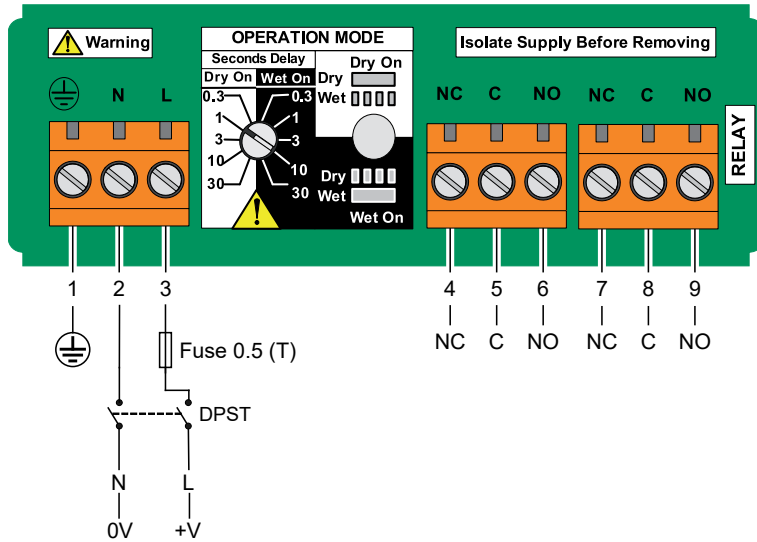 Warning
OPERATION MODE
Isolate Supply Before Removing
Seconds Delay
Dry On Wet On
Dry On
Dry
Wet
0.3 0.3
1 1
3 3
10 10
30 30
Dry
Wet
Wet On
N L
NC C NO NC C NO
RELAY
1 2 3 4 5 6 7 8 9
NC C NO NC C NO
Fuse 0.5 (T)
DPST
N L
0V +V